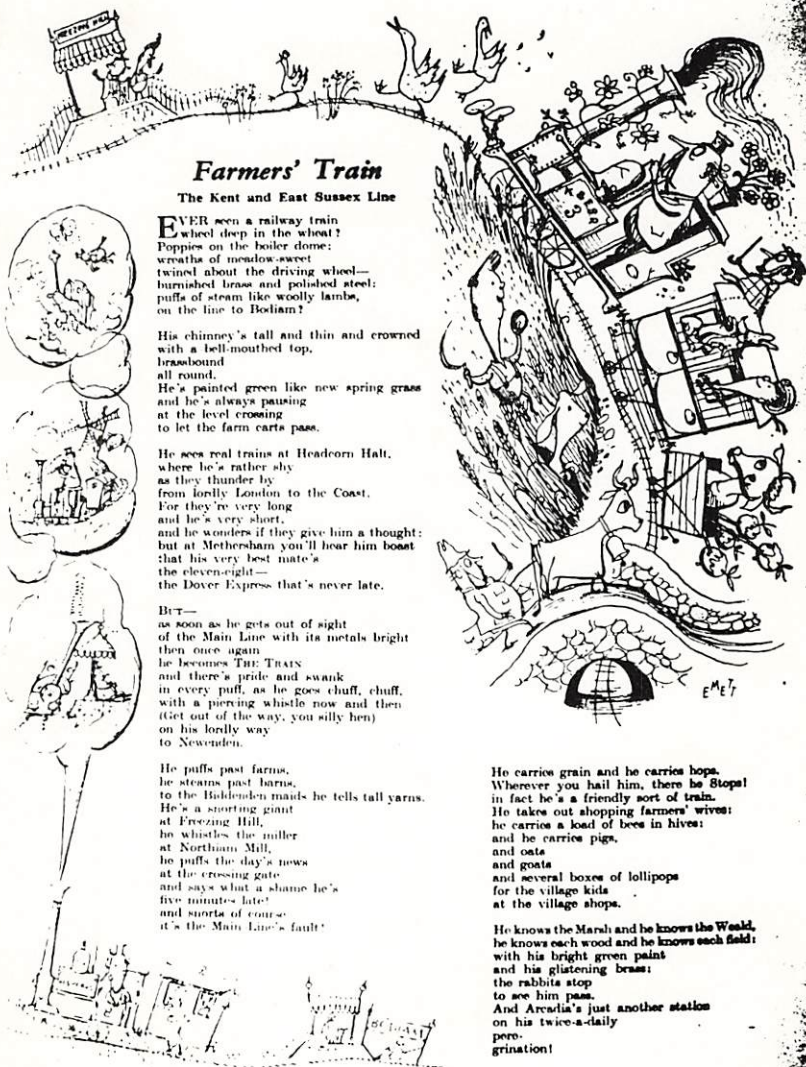 FREEZING HILL
Farmers' Train
The Kent and East Sussex Line
EVER seen a railway train
wheel deep in the wheat?
Poppies on the boiler dome;
wreaths of meadow-sweet
twined about the driving wheel—
burnished brass and polished steel;
puffs of steam like woolly lambs,
on the line to Bodiam?
His chimney's tall and thin and crowned
with a bell-mouthed top,
brassbound
all round.
He's painted green like new spring grass
and he's always pausing
at the level crossing
to let the farm carts pass.
He sees real trains at Headcorn Halt,
where he's rather shy
as they thunder by
from lordly London to the Coast.
For they're very long
and he's very short,
and he wonders if they give him a thought;
but at Methersham you'll hear him boast
that his very best mate's
the eleven-eight—
the Dover Express that's never late.
BUT—
as soon as he gets out of sight
of the Main Line with its metals bright
then once again
he becomes THE TRAIN
and there's pride and swank
in every puff, as he goes chuff, chuff,
with a piercing whistle now and then
(Get out of the way, you silly hen)
on his lordly way
to Newenden.
He puffs past farms,
he steams past barns,
to the Biddenden maids he tells tall yarns.
He's a snorting giant
at Freezing Hill,
he whistles the miller
at Northiam Mill,
he puffs the day's news
at the crossing gate
and says what a shame he's
five minutes late!
and snorts of course
it's the Main Line's fault!
He carries grain and he carries hops.
Wherever you hail him, there he Stops!
in fact he's a friendly sort of train.
He takes out shopping farmers' wives;
he carries a load of bees in hives;
and he carries pigs,
and oats
and goats
and several boxes of lollipops
for the village kids
at the village shops.
He knows the Marsh and he knows the Weald,
he knows each wood and he knows each field;
with his bright green paint
and his glistening brass;
the rabbits stop
to see him pass.
And Arcadia's just another station
on his twice-a-daily
pere-
grination!
EMETT